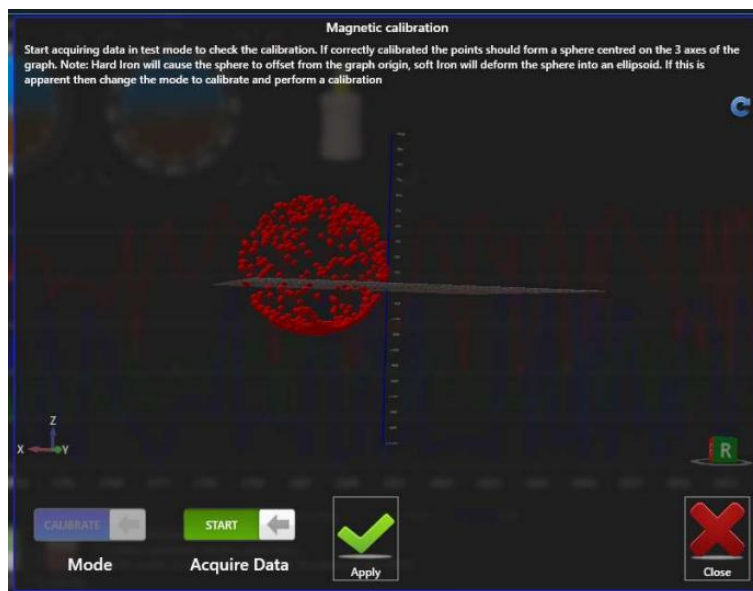 Magnetic calibration
Start acquiring data in test mode to check the calibration. If correctly calibrated the points should form a sphere centred on the 3 axes of the
graph. Note: Hard Iron will cause the sphere to offset from the graph origin, soft Iron will deform the sphere into an ellipsoid. If this is
apparent then change the mode to calibrate and perform a calibration
Z
X Y
R
CALIBRATE START
Mode Acquire Data Apply Close